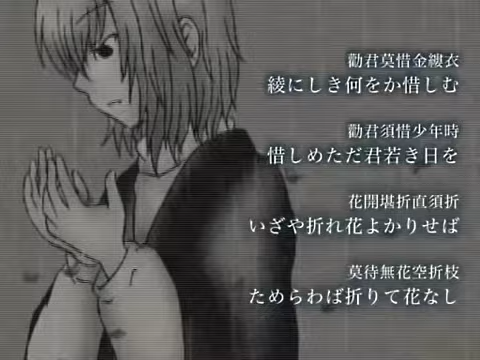 勸君莫惜金縷衣
綾にしき何をか惜しむ
勸君須惜少年時
惜しめただ君若き日を
花開堪折直須折
いざや折れ花よかりせば
莫待無花空折枝
ためらわば折りて花なし